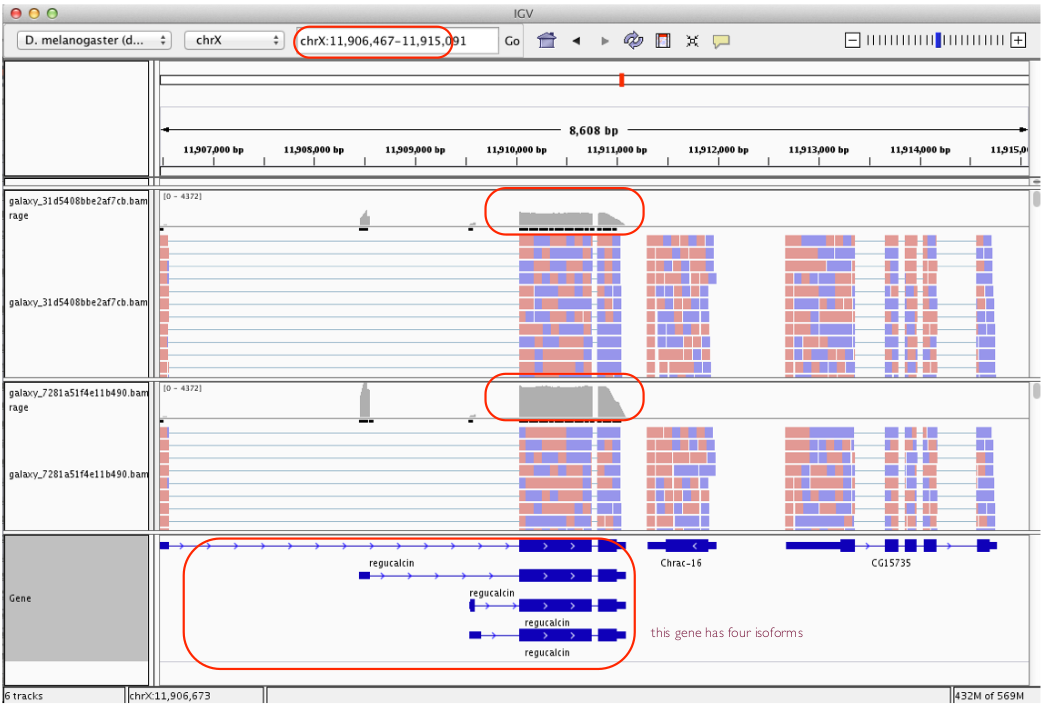 IGV
D. melanogaster (d... chrX chrX:11,906,467-11,915,091 Go
8,608 bp
11,907,000 bp 11,908,000 bp 11,909,000 bp 11,910,000 bp 11,911,000 bp 11,912,000 bp 11,913,000 bp 11,914,000 bp 11,915,0
galaxy_31d5408bbe2af7cb.bam [0 - 4372]
rage
galaxy_31d5408bbe2af7cb.bam
galaxy_7281a51f4e11b490.bam [0 - 4372]
rage
galaxy_7281a51f4e11b490.bam
regucalcin Chrac-16 CG15735
regucalcin
Gene
regucalcin
this gene has four isoforms
regucalcin
6 tracks chrX:11,906,673 432M of 569M